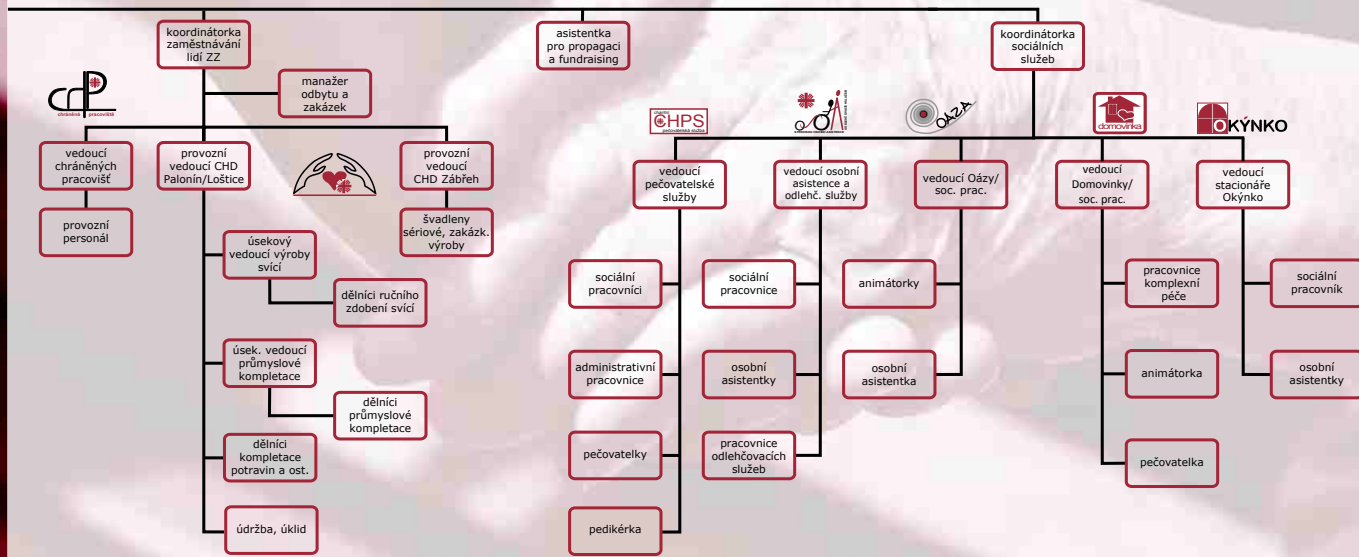 koordinátorka
zaměstnávání
lidí ZZ
asistentka
pro propagaci
a fundraising
koordinátorka
sociálních
služeb
manažer
odbytu a
zakázek
chráněná pracoviště
charitní
CHPS
pečovatelská služba
OÁZA
domovinka
OKÝNKO
vedoucí
chráněných
pracovišť
provozní
vedoucí CHD
Palonín/Loštice
provozní
vedoucí
CHD Zábřeh
vedoucí
pečovatelské
služby
vedoucí osobní
asistence a
odlehč. služby
vedoucí Oázy/
soc. prac.
vedoucí
Domovinky/
soc. prac.
vedoucí
stacionáře
Okýnko
provozní
personál
švadleny
sériové, zakázk.
výroby
úsekový
vedoucí výroby
svící
dělníci ručního
zdobení svící
sociální
pracovníci
sociální
pracovnice
animátorky
pracovnice
komplexní
péče
sociální
pracovník
úsek. vedoucí
průmyslové
kompletace
dělníci
průmyslové
kompletace
administrativní
pracovnice
osobní
asistentky
osobní
asistentka
animátorka
osobní
asistentky
dělníci
kompletace
potravin a ost.
pečovatelky
pracovnice
odlehčovacích
služeb
pečovatelka
údržba, úklid
pedikérka